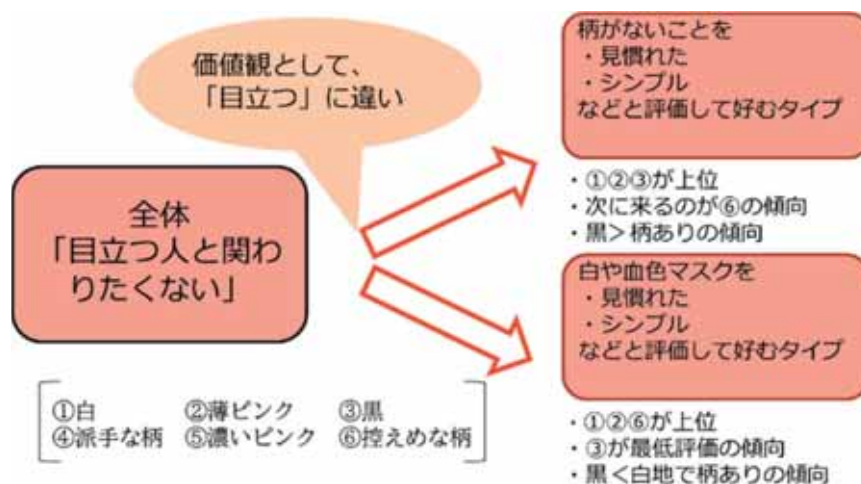 価値観として、
「目立つ」に違い
全体
「目立つ人と関わ
りたくない」
①白 ②薄ピンク ③黒
④派手な柄 ⑤濃いピンク ⑥控えめな柄
柄がないことを
・見慣れた
・シンプル
などと評価して好むタイプ
・①②③が上位
・次に来るのが⑥の傾向
・黒＞柄ありの傾向
白や血色マスクを
・見慣れた
・シンプル
などと評価して好むタイプ
・①②⑥が上位
・③が最低評価の傾向
・黒＜白地で柄ありの傾向